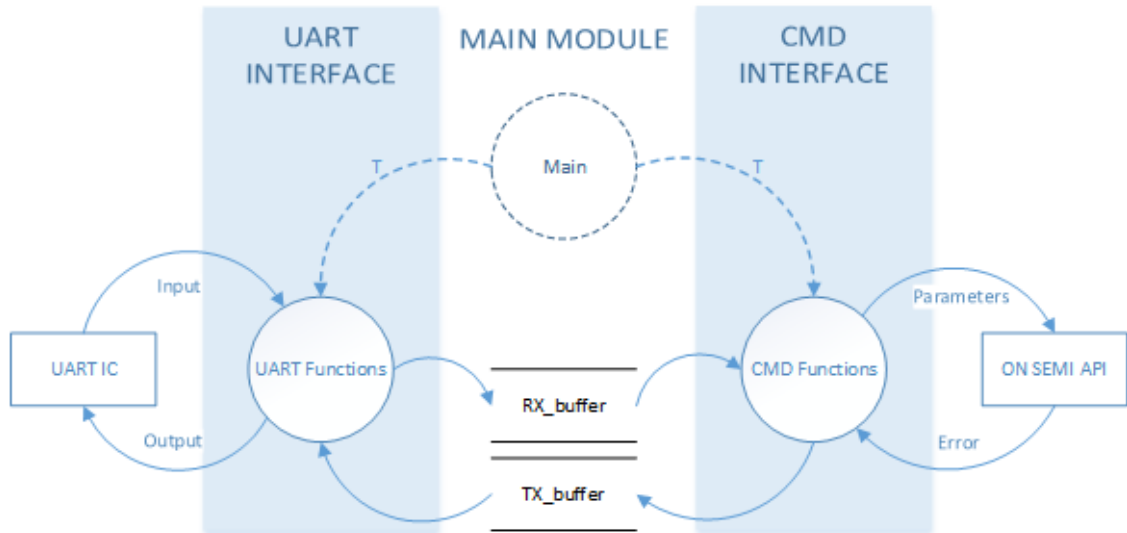 UART
INTERFACE
MAIN MODULE
CMD
INTERFACE
Main
T
T
Input
Parameters
UART IC
UART Functions
CMD Functions
ON SEMI API
RX_buffer
Output
Error
TX_buffer